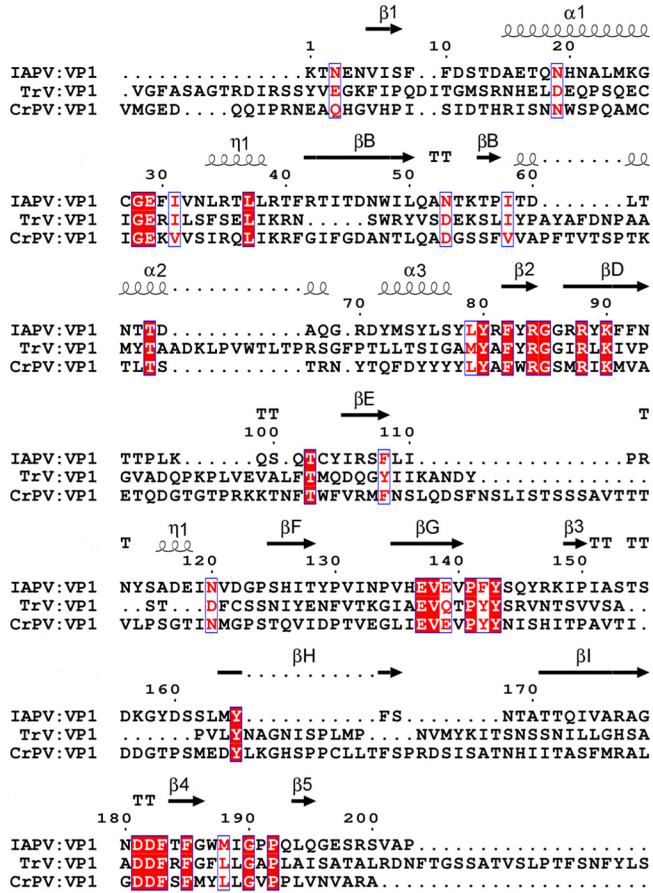 β1 α1
1 10 20
IAPV:VP1 ...............KTNENVISF..FDSTDAETQNHNALMKG
TrV:VP1 .VGFASAGTRDIRSSYVEGKFIPQDITGMSRNHELDEQPSQEC
CrPV:VP1 VMGED...QQIPRNEAQHGVHPI.SIDTHRISNNWSPQAMC
η1 βB TT βB
30 40 50 60
IAPV:VP1 CGEFIVNLRTLLRTFRTITDNWILQANTKTPITD.......LT
TrV:VP1 IGERILSFSELIKRN.....SWRYVSDEKSLIYPAYAFDNPAA
CrPV:VP1 IGEKVVSIRQLIKRFGIFGDANTLQADGSSFVVAPFTVTSPTK
α2 α3 β2 βD
70 80 90
IAPV:VP1 NTTD...........AQG.RDYMSYLSYLYRFYRGGRRYKFFN
TrV:VP1 MYTAADKLPVWTLTPRSGFPTLLTSIGAMYAFYRGGIRLKIVP
CrPV:VP1 TLTS...........TRN.YTQFDYYYYLYAFWRGSMRIKMVA
TT βE T
100 110
IAPV:VP1 TTPLK.......QS.QTCYIRSFLI.................PR
TrV:VP1 GVADQPKPLVEVALFTMQDQGYIIKANDY...............
CrPV:VP1 ETQDGTGTPRKKTNFTWFVRMFNSLQDSFNSLISTSSSAVTTT
T η1 βF βG β3 TT TT
120 130 140 150
IAPV:VP1 NYSADEINVDGPSHITYPVINPVHEVEVPFYSQYRKIPIASTS
TrV:VP1 ..ST...DFCSSNIYENFVTKGIAEVQTPYYSRVNTSVVSA..
CrPV:VP1 VLPSGTINMGPSTQVIDPTVEGLIEVEVPYYNISHITPAVTI.
βH βI
160 170
IAPV:VP1 DKGYDSSLMY............FS........NTATTQIVARAG
TrV:VP1 ......PVLYNAGNISPLMP...NVMYKITSNNSSNILLGHSA
CrPV:VP1 DDGTPSMEDYLKGHSPPCLLTFSPRDSISATNHIITASFMRAL
TT β4 β5
180 190 200
IAPV:VP1 NDDFTFGWMIGPPQLQGESRSVAP...................
TrV:VP1 ADDFRFGFLLGAPLAISATALRDNFTGSSATVSLPTFSNFYLS
CrPV:VP1 GDDFSFMYLLGVPPLVNVARA......................